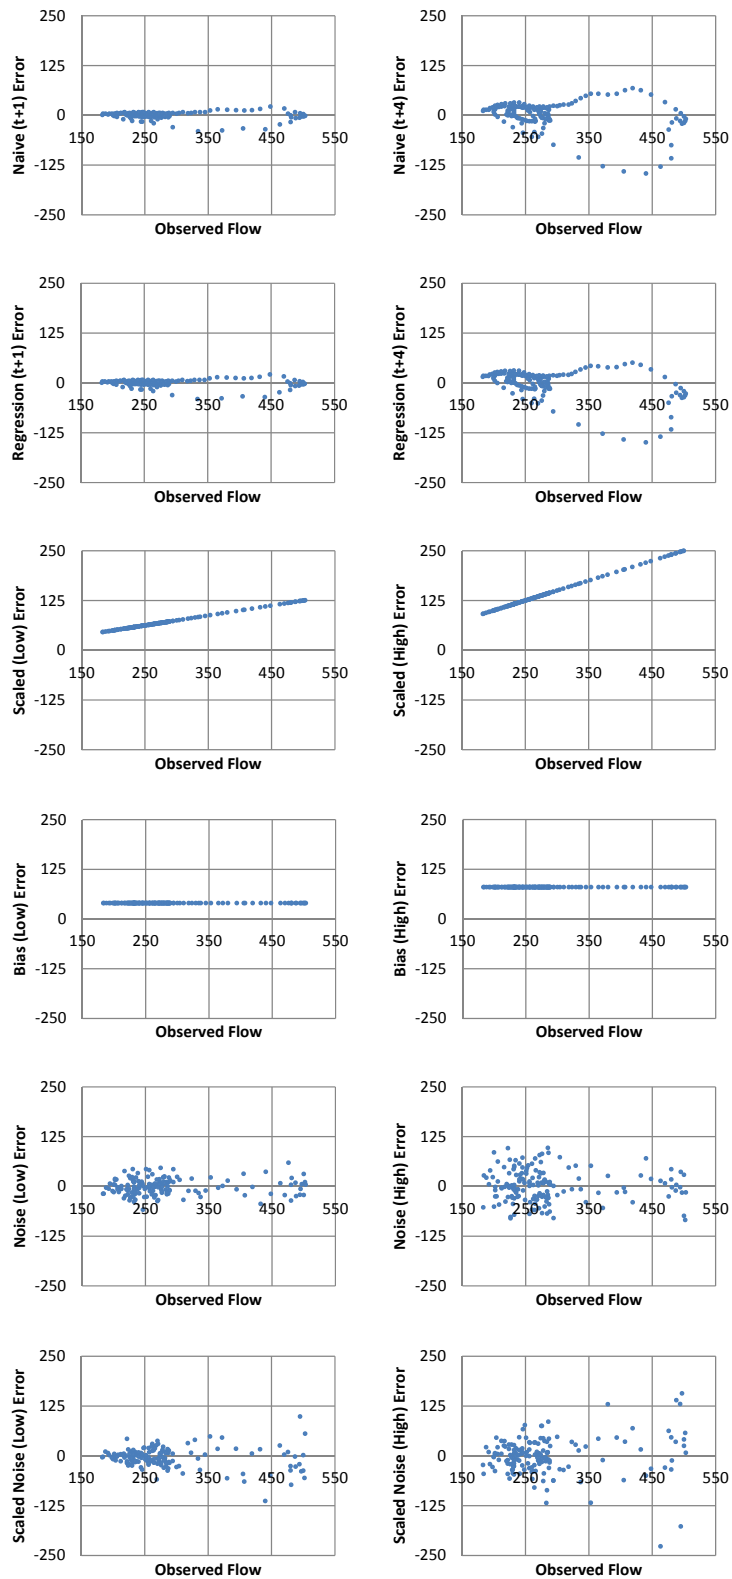 250
125
0
-125
-250
150 250 350 450 550
Naive (t+1) Error
Observed Flow
250
125
0
-125
-250
150 250 350 450 550
Naive (t+4) Error
Observed Flow
250
125
0
-125
-250
150 250 350 450 550
Regression (t+1) Error
Observed Flow
250
125
0
-125
-250
150 250 350 450 550
Regression (t+4) Error
Observed Flow
250
125
0
-125
-250
150 250 350 450 550
Scaled (Low) Error
Observed Flow
250
125
0
-125
-250
150 250 350 450 550
Scaled (High) Error
Observed Flow
250
125
0
-125
-250
150 250 350 450 550
Bias (Low) Error
Observed Flow
250
125
0
-125
-250
150 250 350 450 550
Bias (High) Error
Observed Flow
250
125
0
-125
-250
150 250 350 450 550
Noise (Low) Error
Observed Flow
250
125
0
-125
-250
150 250 350 450 550
Noise (High) Error
Observed Flow
250
125
0
-125
-250
150 250 350 450 550
Scaled Noise (Low) Error
Observed Flow
250
125
0
-125
-250
150 250 350 450 550
Scaled Noise (High) Error
Observed Flow